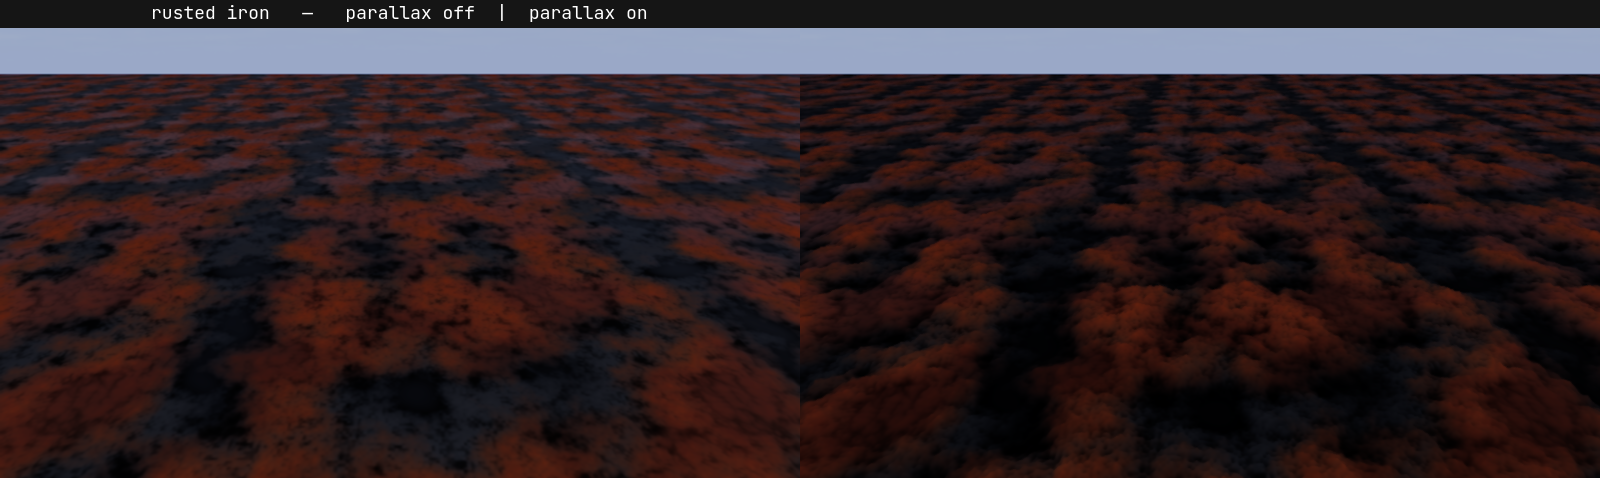 rusted iron — parallax off | parallax on